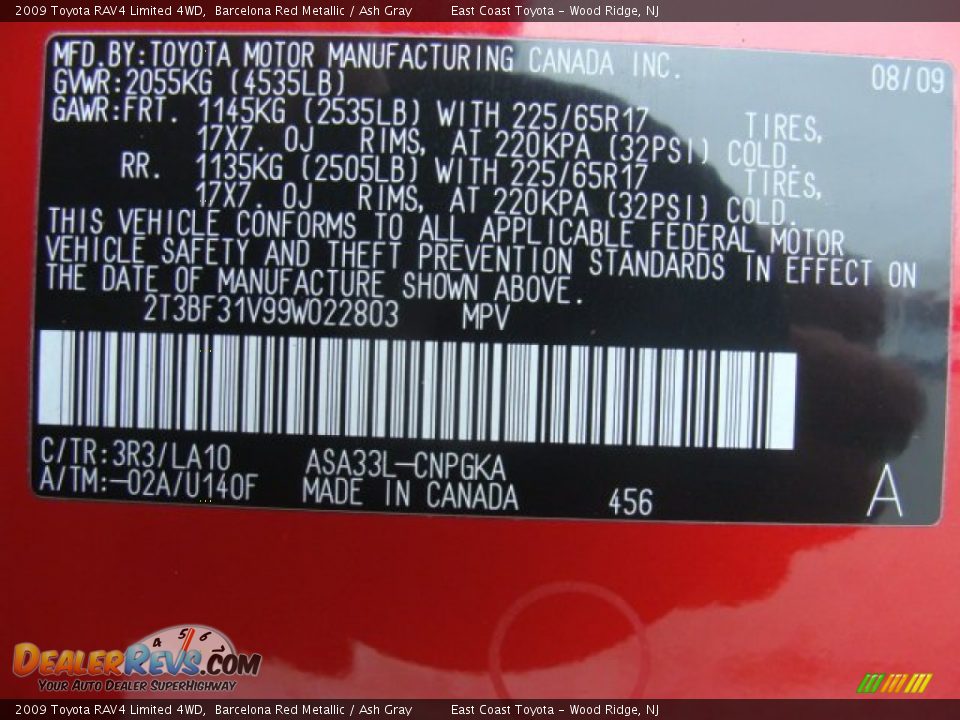 2009 Toyota RAV4 Limited 4WD, Barcelona Red Metallic / Ash Gray East Coast Toyota - Wood Ridge, NJ
MFD.BY:TOYOTA MOTOR MANUFACTURING CANADA INC.
08/09
GVWR:2055KG (4535LB)
GAWR:FRT. 1145KG (2535LB) WITH 225/65R17 TIRES,
17X7. 0J RIMS, AT 220KPA (32PSI) COLD.
RR. 1135KG (2505LB) WITH 225/65R17 TIRES,
17X7. 0J RIMS, AT 220KPA (32PSI) COLD.
THIS VEHICLE CONFORMS TO ALL APPLICABLE FEDERAL MOTOR
VEHICLE SAFETY AND THEFT PREVENTION STANDARDS IN EFFECT ON
THE DATE OF MANUFACTURE SHOWN ABOVE.
2T3BF31V99W022803 MPV
C/TR:3R3/LA10 ASA33L-CNPGKA
A/TM:-02A/U140F MADE IN CANADA 456 A
4 5 6
DEALERREVS.COM
YOUR AUTO DEALER SUPERHIGHWAY
2009 Toyota RAV4 Limited 4WD, Barcelona Red Metallic / Ash Gray East Coast Toyota - Wood Ridge, NJ